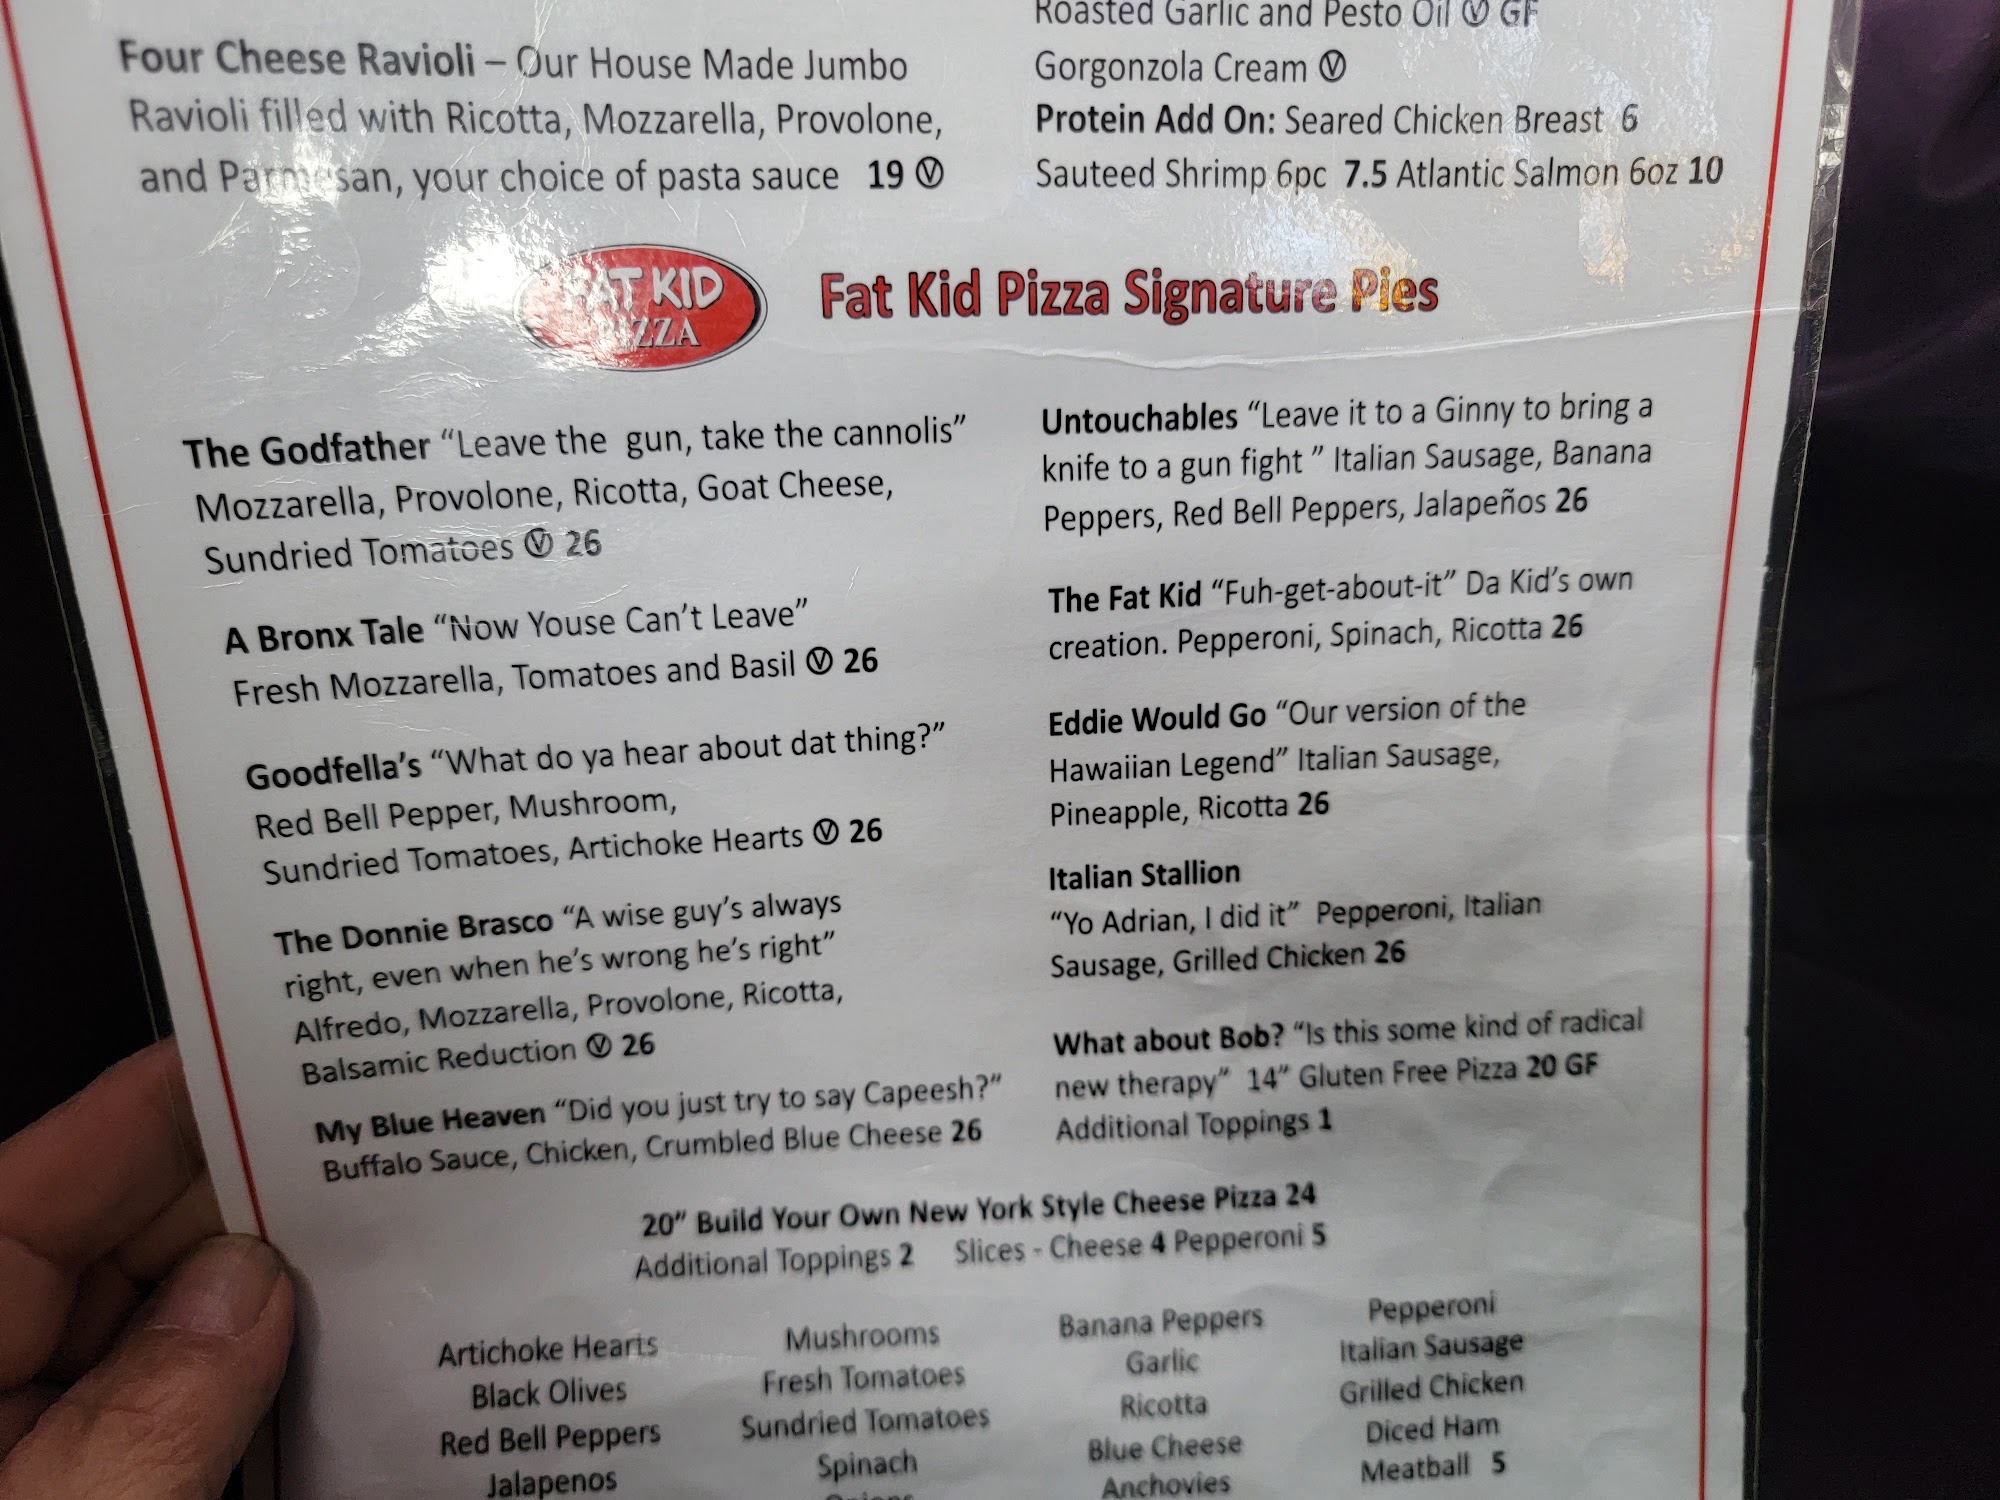 Four Cheese Ravioli – Our House Made Jumbo
Ravioli filled with Ricotta, Mozzarella, Provolone,
and Parmesan, your choice of pasta sauce 19 Ⓥ
Roasted Garlic and Pesto Oil Ⓥ GF
Gorgonzola Cream Ⓥ
Protein Add On: Seared Chicken Breast 6
Sauteed Shrimp 6pc 7.5 Atlantic Salmon 6oz 10
FAT KID
PIZZA
Fat Kid Pizza Signature Pies
The Godfather “Leave the gun, take the cannolis”
Mozzarella, Provolone, Ricotta, Goat Cheese,
Sundried Tomatoes Ⓥ 26
A Bronx Tale “Now Youse Can’t Leave”
Fresh Mozzarella, Tomatoes and Basil Ⓥ 26
Goodfella’s “What do ya hear about dat thing?”
Red Bell Pepper, Mushroom,
Sundried Tomatoes, Artichoke Hearts Ⓥ 26
The Donnie Brasco “A wise guy’s always
right, even when he’s wrong he’s right”
Alfredo, Mozzarella, Provolone, Ricotta,
Balsamic Reduction Ⓥ 26
My Blue Heaven “Did you just try to say Capeesh?”
Buffalo Sauce, Chicken, Crumbled Blue Cheese 26
Untouchables “Leave it to a Ginny to bring a
knife to a gun fight ” Italian Sausage, Banana
Peppers, Red Bell Peppers, Jalapeños 26
The Fat Kid “Fuh-get-about-it” Da Kid’s own
creation. Pepperoni, Spinach, Ricotta 26
Eddie Would Go “Our version of the
Hawaiian Legend” Italian Sausage,
Pineapple, Ricotta 26
Italian Stallion
“Yo Adrian, I did it” Pepperoni, Italian
Sausage, Grilled Chicken 26
What about Bob? “Is this some kind of radical
new therapy” 14” Gluten Free Pizza 20 GF
Additional Toppings 1
20” Build Your Own New York Style Cheese Pizza 24
Additional Toppings 2 Slices - Cheese 4 Pepperoni 5
Artichoke Hearts
Black Olives
Red Bell Peppers
Jalapenos
Mushrooms
Fresh Tomatoes
Sundried Tomatoes
Spinach
Onions
Banana Peppers
Garlic
Ricotta
Blue Cheese
Anchovies
Pepperoni
Italian Sausage
Grilled Chicken
Diced Ham
Meatball 5